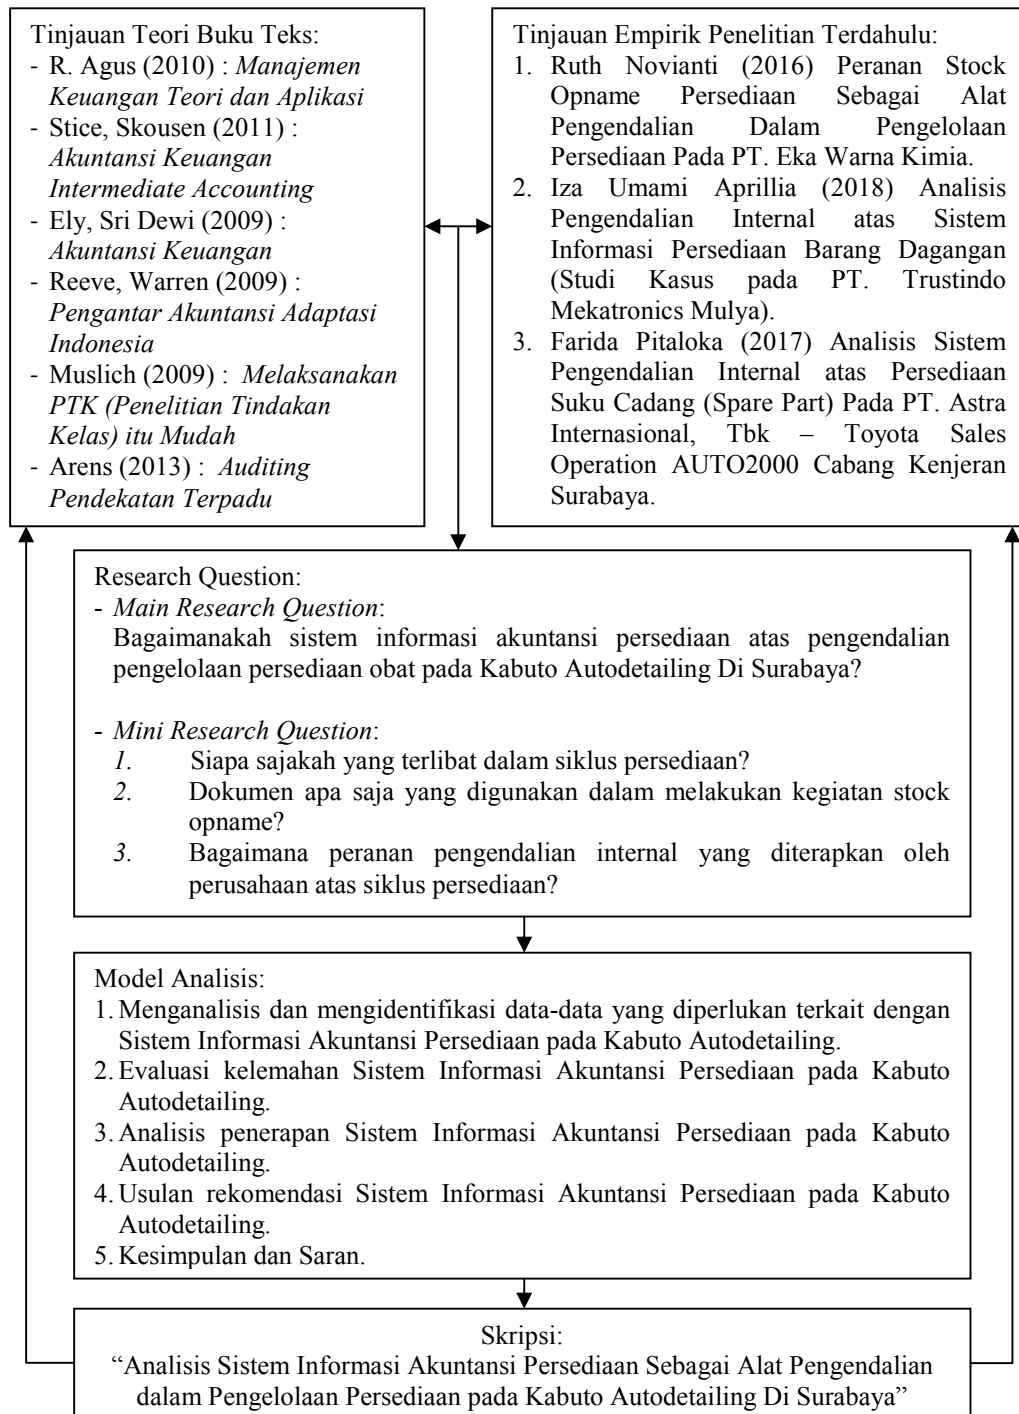 Tinjauan Teori Buku Teks:
- R. Agus (2010) : Manajemen
Keuangan Teori dan Aplikasi
- Stice, Skousen (2011) :
Akuntansi Keuangan
Intermediate Accounting
- Ely, Sri Dewi (2009) :
Akuntansi Keuangan
- Reeve, Warren (2009) :
Pengantar Akuntansi Adaptasi
Indonesia
- Muslich (2009) : Melaksanakan
PTK (Penelitian Tindakan
Kelas) itu Mudah
- Arens (2013) : Auditing
Pendekatan Terpadu
Tinjauan Empirik Penelitian Terdahulu:
1. Ruth Novianti (2016) Peranan Stock
Opname Persediaan Sebagai Alat
Pengendalian Dalam Pengelolaan
Persediaan Pada PT. Eka Warna Kimia.
2. Iza Umami Aprillia (2018) Analisis
Pengendalian Internal atas Sistem
Informasi Persediaan Barang Dagangan
(Studi Kasus pada PT. Trustindo
Mekatronics Mulya).
3. Farida Pitaloka (2017) Analisis Sistem
Pengendalian Internal atas Persediaan
Suku Cadang (Spare Part) Pada PT. Astra
Internasional, Tbk – Toyota Sales
Operation AUTO2000 Cabang Kenjeran
Surabaya.
Research Question:
- Main Research Question:
Bagaimanakah sistem informasi akuntansi persediaan atas pengendalian
pengelolaan persediaan obat pada Kabuto Autodetailing Di Surabaya?
- Mini Research Question:
1. Siapa sajakah yang terlibat dalam siklus persediaan?
2. Dokumen apa saja yang digunakan dalam melakukan kegiatan stock
opname?
3. Bagaimana peranan pengendalian internal yang diterapkan oleh
perusahaan atas siklus persediaan?
Model Analisis:
1. Menganalisis dan mengidentifikasi data-data yang diperlukan terkait dengan
Sistem Informasi Akuntansi Persediaan pada Kabuto Autodetailing.
2. Evaluasi kelemahan Sistem Informasi Akuntansi Persediaan pada Kabuto
Autodetailing.
3. Analisis penerapan Sistem Informasi Akuntansi Persediaan pada Kabuto
Autodetailing.
4. Usulan rekomendasi Sistem Informasi Akuntansi Persediaan pada Kabuto
Autodetailing.
5. Kesimpulan dan Saran.
Skripsi:
“Analisis Sistem Informasi Akuntansi Persediaan Sebagai Alat Pengendalian
dalam Pengelolaan Persediaan pada Kabuto Autodetailing Di Surabaya”